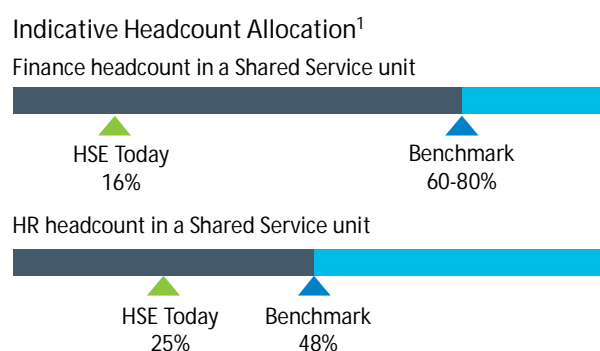 Indicative Headcount Allocation¹
Finance headcount in a Shared Service unit
HSE Today
16%
Benchmark
60-80%
HR headcount in a Shared Service unit
HSE Today
25%
Benchmark
48%